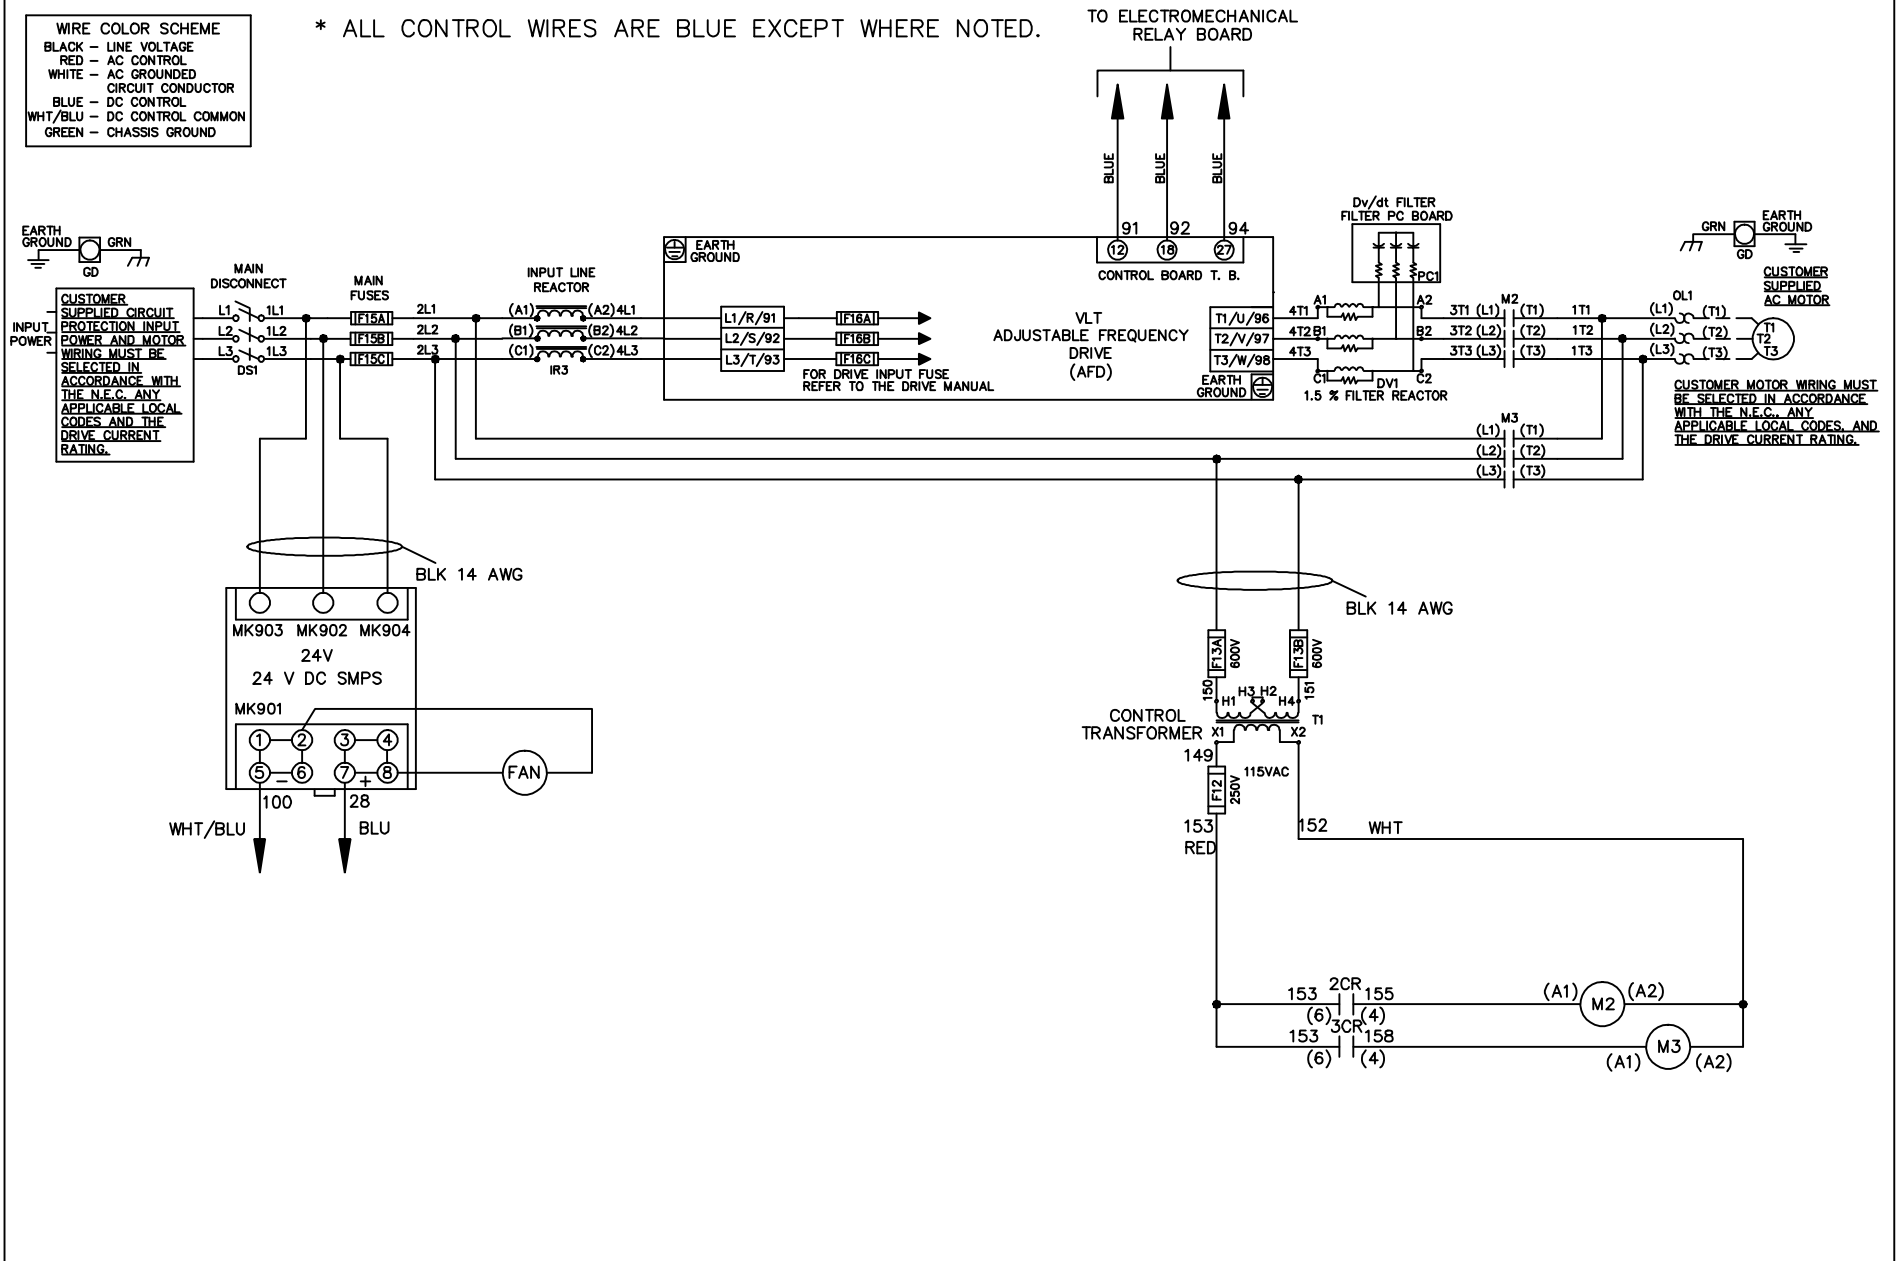 WIRE COLOR SCHEME
BLACK – LINE VOLTAGE
RED – AC CONTROL
WHITE – AC GROUNDED
CIRCUIT CONDUCTOR
BLUE – DC CONTROL
WHT/BLU – DC CONTROL COMMON
GREEN – CHASSIS GROUND
* ALL CONTROL WIRES ARE BLUE EXCEPT WHERE NOTED.
TO ELECTROMECHANICAL
RELAY BOARD
BLUE
BLUE
BLUE
91 92 94
12 18 27
CONTROL BOARD T. B.
EARTH
GROUND
GRN
GD
INPUT
POWER
CUSTOMER
SUPPLIED CIRCUIT
PROTECTION INPUT
POWER AND MOTOR
WIRING MUST BE
SELECTED IN
ACCORDANCE WITH
THE N.E.C. ANY
APPLICABLE LOCAL
CODES AND THE
DRIVE CURRENT
RATING.
MAIN
DISCONNECT
L1 1L1
L2 1L2
L3 1L3
DS1
MAIN
FUSES
F15A
F15B
F15C
2L1
2L2
2L3
INPUT LINE
REACTOR
(A1) (A2) 4L1
(B1) (B2) 4L2
(C1) (C2) 4L3
IR3
EARTH
GROUND
L1/R/91
L2/S/92
L3/T/93
F16A
F16B
F16C
FOR DRIVE INPUT FUSE
REFER TO THE DRIVE MANUAL
VLT
ADJUSTABLE FREQUENCY
DRIVE
(AFD)
T1/U/96
T2/V/97
T3/W/98
EARTH
GROUND
4T1
4T2
4T3
Dv/dt FILTER
FILTER PC BOARD
PC1
A1 A2
B1 B2
C1 C2
DV1
1.5 % FILTER REACTOR
M2
3T1 (L1) (T1) 1T1
3T2 (L2) (T2) 1T2
3T3 (L3) (T3) 1T3
M3
(L1) (T1)
(L2) (T2)
(L3) (T3)
OL1
(L1) (T1)
(L2) (T2)
(L3) (T3)
T1
T2
T3
GRN
EARTH
GROUND
GD
CUSTOMER
SUPPLIED
AC MOTOR
CUSTOMER MOTOR WIRING MUST
BE SELECTED IN ACCORDANCE
WITH THE N.E.C., ANY
APPLICABLE LOCAL CODES, AND
THE DRIVE CURRENT RATING.
BLK 14 AWG
MK903 MK902 MK904
24V
24 V DC SMPS
MK901
1 2 3 4
5 – 6 7 + 8
FAN
100 28
WHT/BLU BLU
BLK 14 AWG
F13A 600V
F13B 600V
150 151
H1 H3 H2 H4
T1
CONTROL
TRANSFORMER
X1 X2
149
115VAC
F12 250V
153
RED
152 WHT
2CR
153 155
(6) (4)
(A1) M2 (A2)
3CR
153 158
(6) (4)
(A1) M3 (A2)